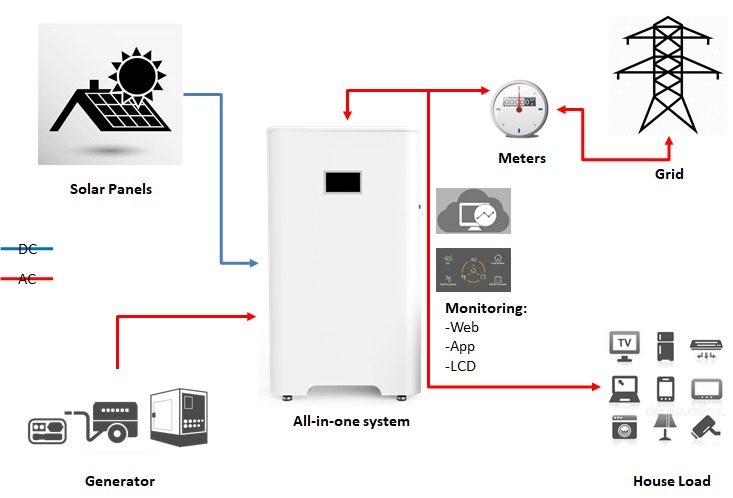 Solar Panels
Meters
Grid
DC
AC
Monitoring:
-Web
-App
-LCD
TV
All-in-one system
Generator
House Load